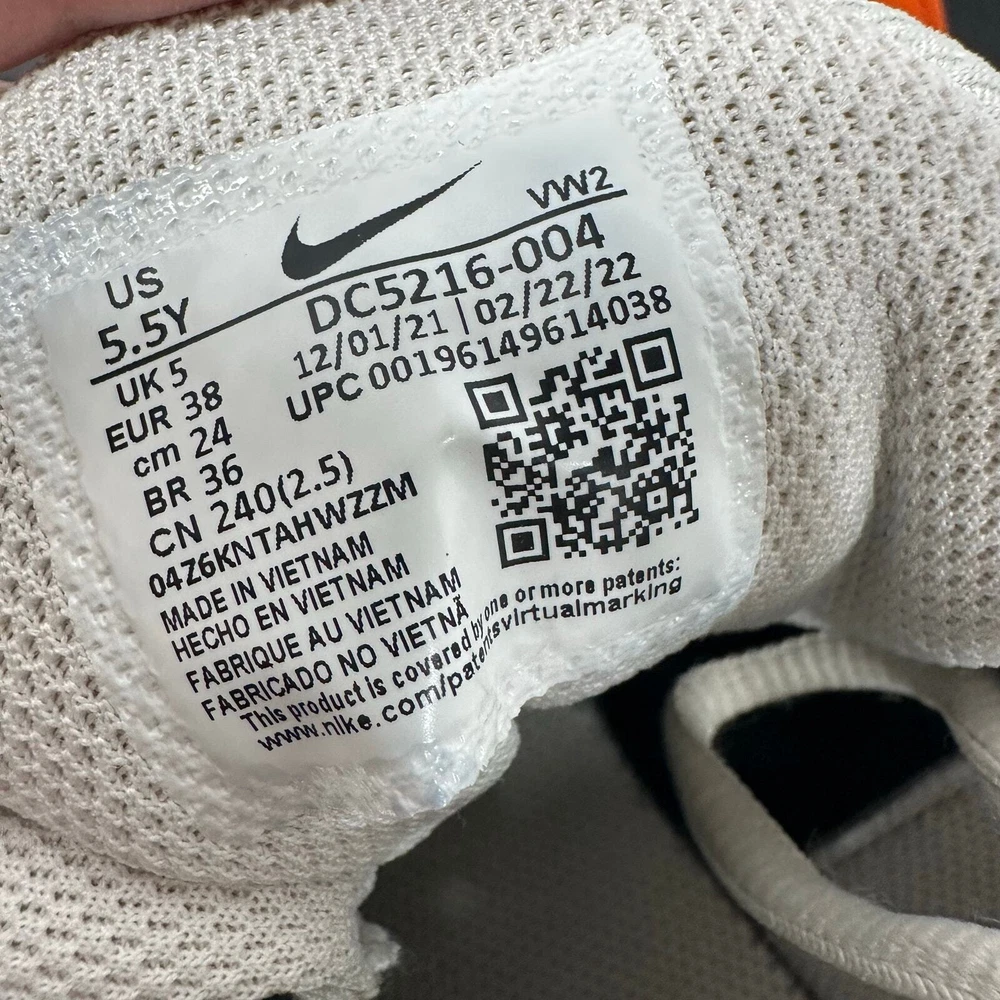 US
5.5Y
VW2
UK 5
EUR 38
cm 24
BR 36
CN 240(2.5)
DC5216-004
12/01/21 | 02/22/22
UPC 00196149614038
04Z6KNTAHWZZM
MADE IN VIETNAM
HECHO EN VIETNAM
FABRIQUE AU VIETNAM
FABRICADO NO VIETNÃ
This product is covered by one or more patents:
www.nike.com/patentsvirtualmarking